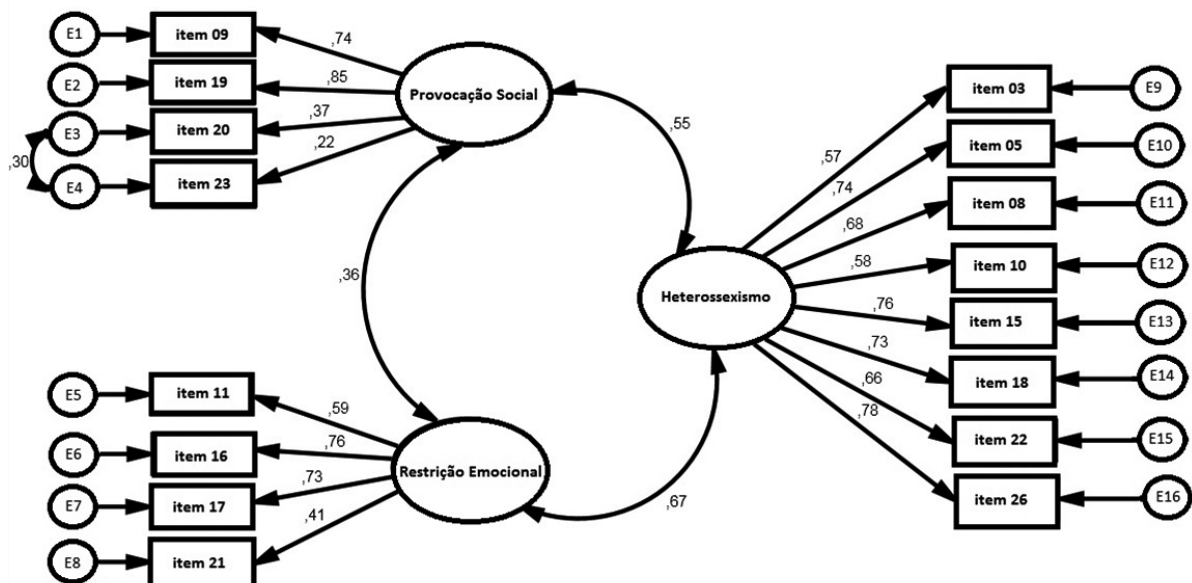 E1
item 09
,74
E2
item 19
,85
E3
item 20
,37
,30
E4
item 23
,22
Provocação Social
,55
,36
E5
item 11
,59
E6
item 16
,76
E7
item 17
,73
E8
item 21
,41
Restrição Emocional
,67
Heterossexismo
,57
item 03
E9
,74
item 05
E10
,68
item 08
E11
,58
item 10
E12
,76
item 15
E13
,73
item 18
E14
,66
item 22
E15
,78
item 26
E16